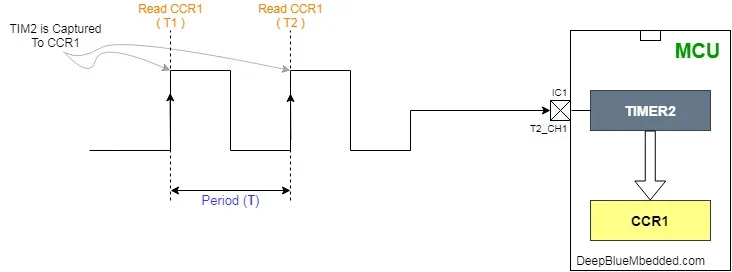 Read CCR1
( T1 )
Read CCR1
( T2 )
TIM2 is Captured
To CCR1
Period (T)
IC1
T2_CH1
MCU
TIMER2
CCR1
DeepBlueMbedded.com